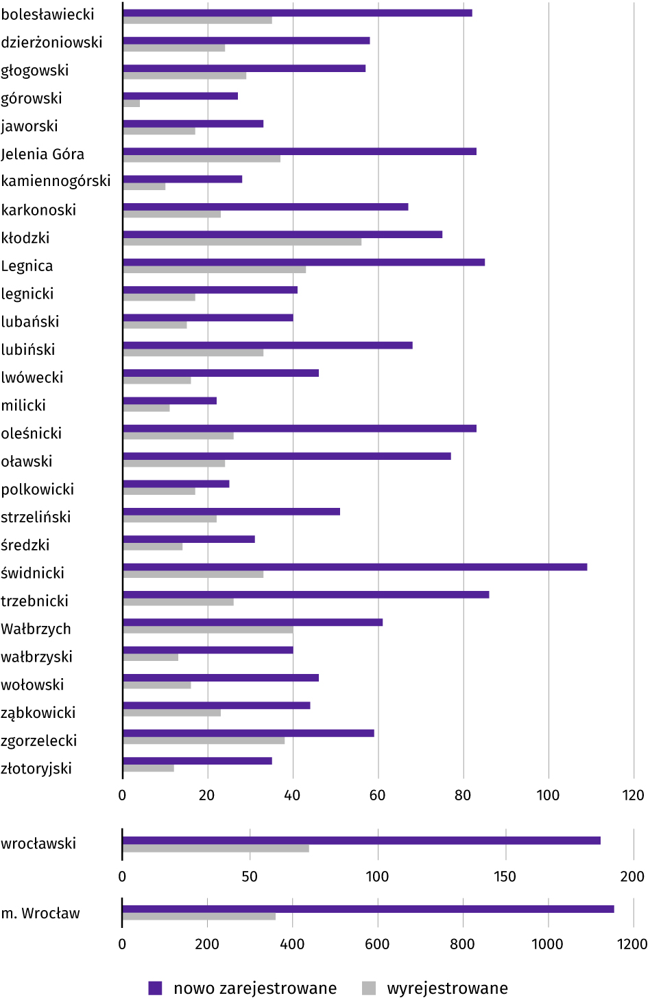 bolesławiecki
dzierżoniowski
głogowski
górowski
jaworski
Jelenia Góra
kamiennogórski
karkonoski
kłodzki
Legnica
legnicki
lubański
lubiński
lwówecki
milicki
oleśnicki
oławski
polkowicki
strzeliński
średzki
świdnicki
trzebnicki
Wałbrzych
wałbrzyski
wołowski
ząbkowicki
zgorzelecki
złotoryjski
0 20 40 60 80 100 120
wrocławski
0 50 100 150 200
m. Wrocław
0 200 400 600 800 1000 1200
nowo zarejestrowane wyrejestrowane